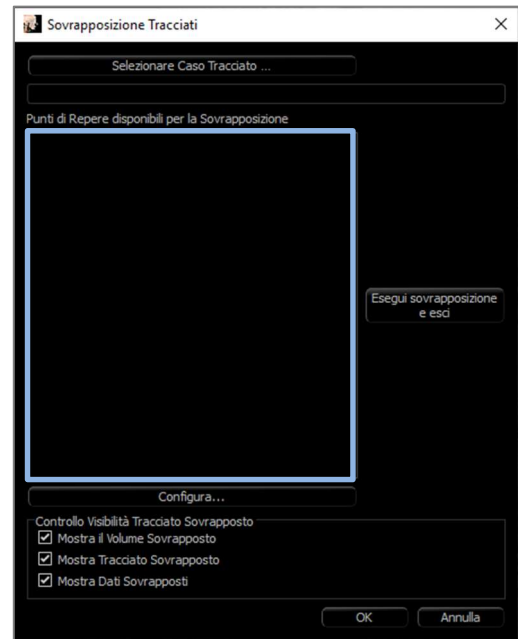 Sovrapposizione Tracciati
Selezionare Caso Tracciato ...
Punti di Repere disponibili per la Sovrapposizione
Esegui sovrapposizione
e esci
Configura...
Controllo Visibilità Tracciato Sovrapposto
Mostra il Volume Sovrapposto
Mostra Tracciato Sovrapposto
Mostra Dati Sovrapposti
OK
Annulla